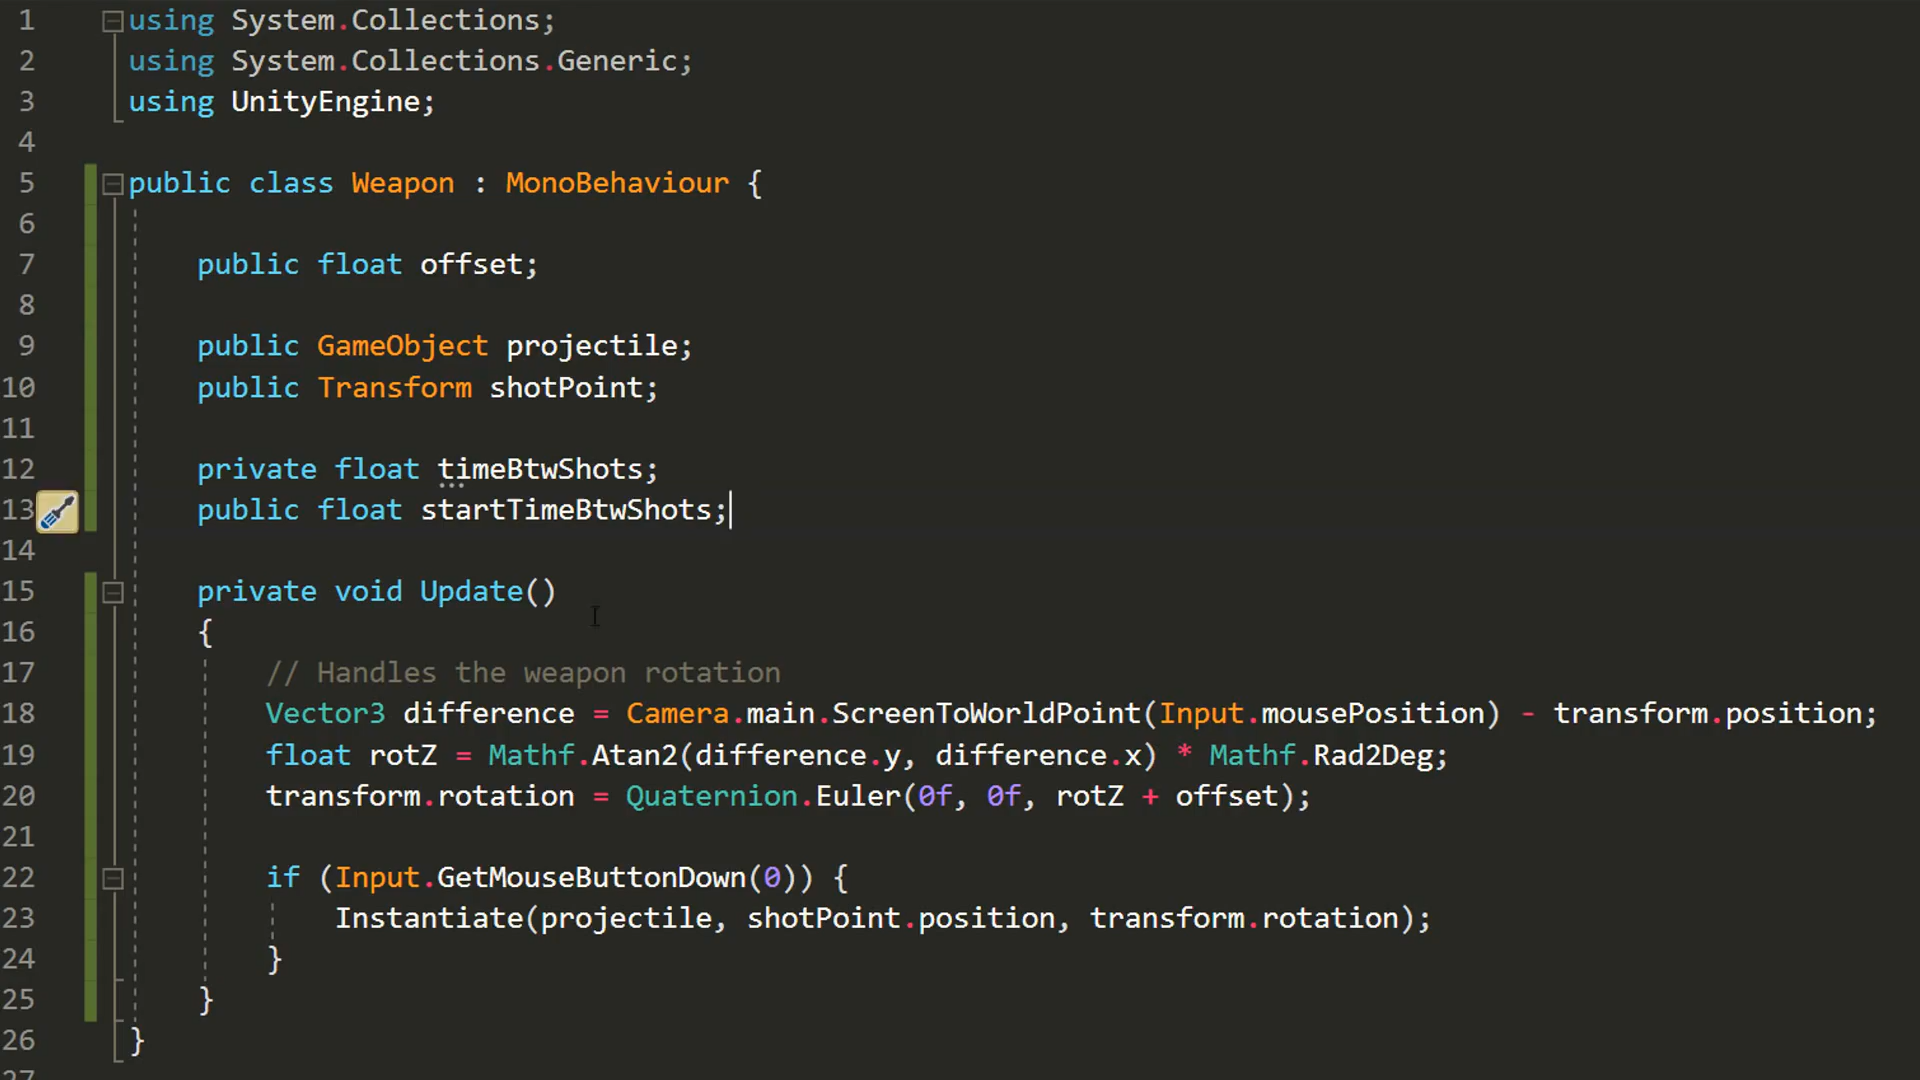 1 using System.Collections;
2 using System.Collections.Generic;
3 using UnityEngine;
4
5 public class Weapon : MonoBehaviour {
6
7 public float offset;
8
9 public GameObject projectile;
10 public Transform shotPoint;
11
12 private float timeBtwShots;
13 public float startTimeBtwShots;
14
15 private void Update()
16 {
17 // Handles the weapon rotation
18 Vector3 difference = Camera.main.ScreenToWorldPoint(Input.mousePosition) - transform.position;
19 float rotZ = Mathf.Atan2(difference.y, difference.x) * Mathf.Rad2Deg;
20 transform.rotation = Quaternion.Euler(0f, 0f, rotZ + offset);
21
22 if (Input.GetMouseButtonDown(0)) {
23 Instantiate(projectile, shotPoint.position, transform.rotation);
24 }
25 }
26 }
27